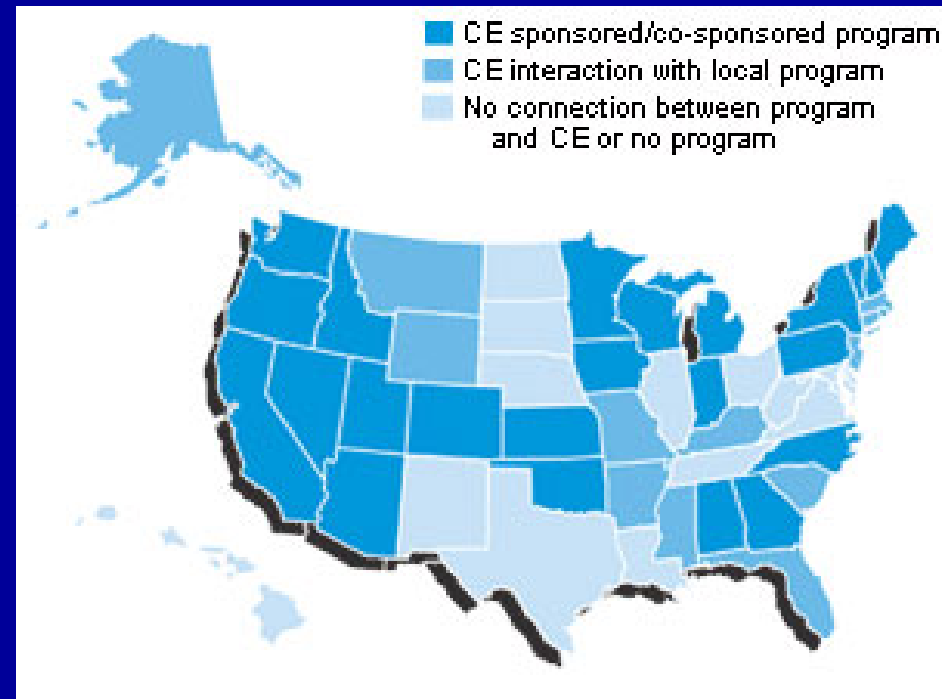 CE sponsored/co-sponsored program
CE interaction with local program
No connection between program
and CE or no program